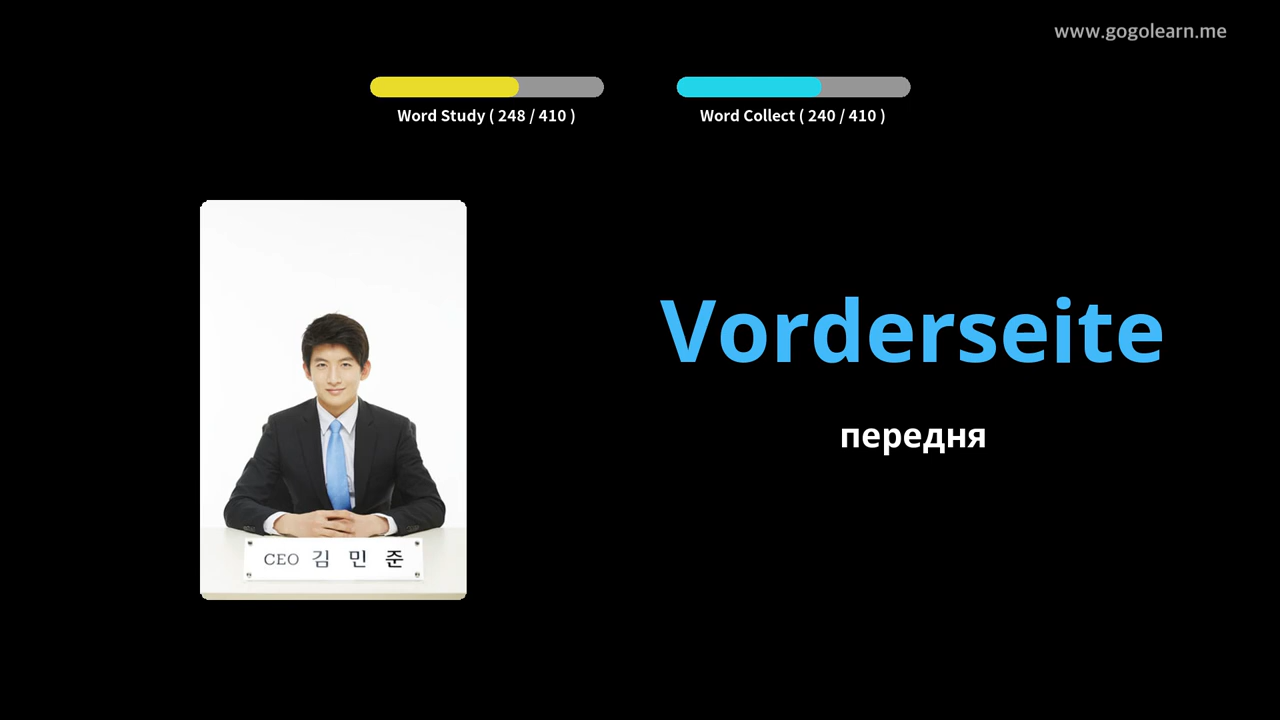 www.gogolearn.me
Word Study ( 248 / 410 )
Word Collect ( 240 / 410 )
Vorderseite
передня
CEO 김 민 준